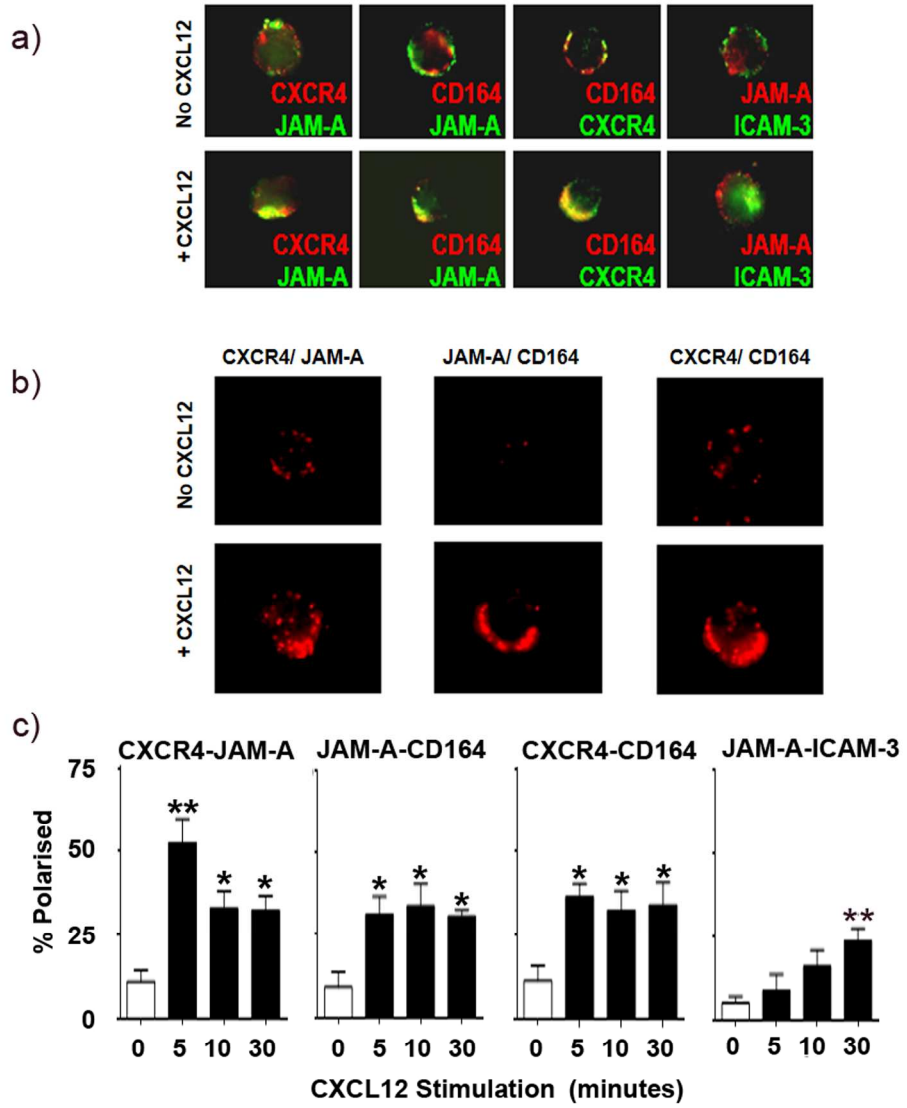 a)
No CXCL12
CXCR4
JAM-A
CD164
JAM-A
CD164
CXCR4
JAM-A
ICAM-3
+CXCL12
CXCR4
JAM-A
CD164
JAM-A
CD164
CXCR4
JAM-A
ICAM-3
b)
CXCR4/ JAM-A JAM-A/ CD164 CXCR4/ CD164
No CXCL12
+ CXCL12
c)
CXCR4-JAM-A JAM-A-CD164 CXCR4-CD164 JAM-A-ICAM-3
% Polarised
75
50
25
0
** * *
* * *
* * *
**
0 5 10 30 0 5 10 30 0 5 10 30 0 5 10 30
CXCL12 Stimulation (minutes)